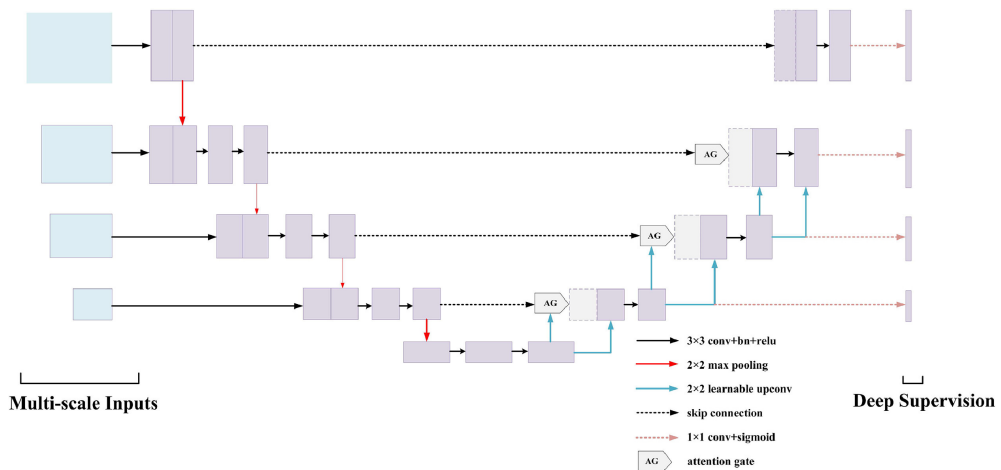 AG
AG
AG
3×3 conv+bn+relu
2×2 max pooling
2×2 learnable upconv
skip connection
1×1 conv+sigmoid
AG attention gate
Multi-scale Inputs
Deep Supervision